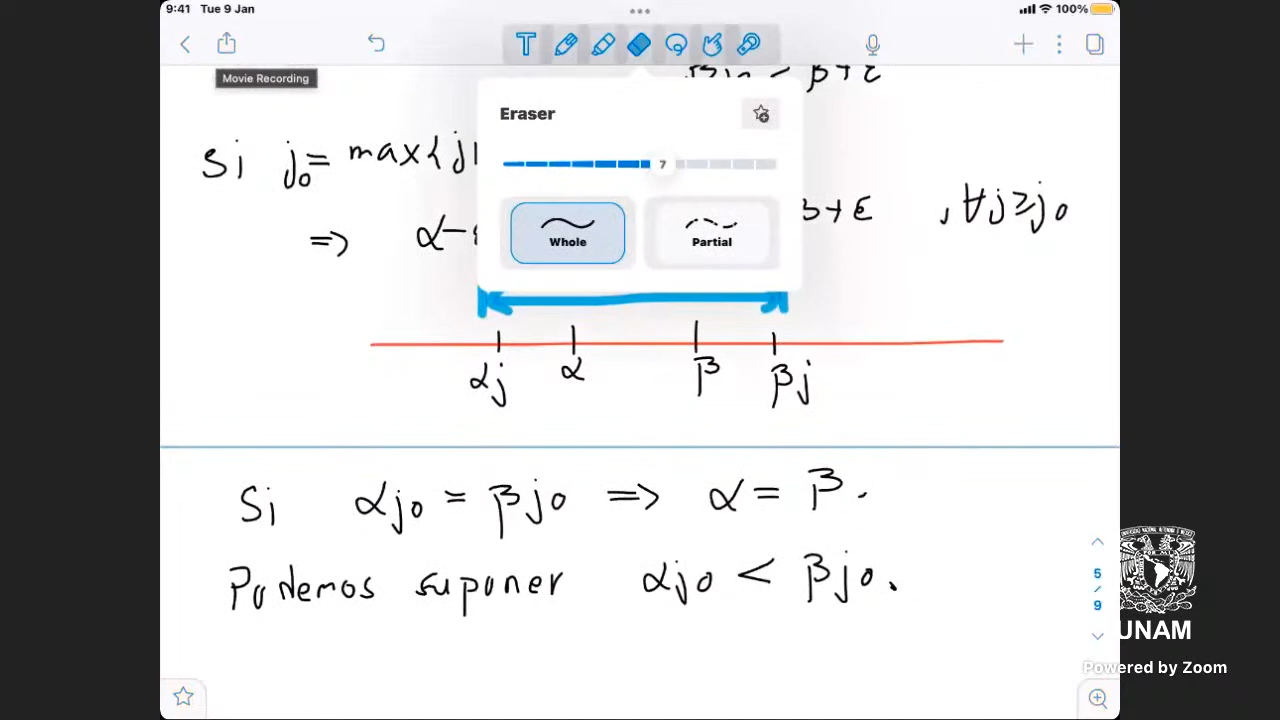 9:41 Tue 9 Jan
100%
T
Movie Recording
β+ε
Eraser
7
Whole
Partial
Si j₀= max{j|
=> α-
β+ε , ∀j≥j₀
αj α β βj
Si αj₀ = βj₀ => α = β.
Podemos suponer αj₀ < βj₀.
5
/
9
UNAM
Powered by Zoom